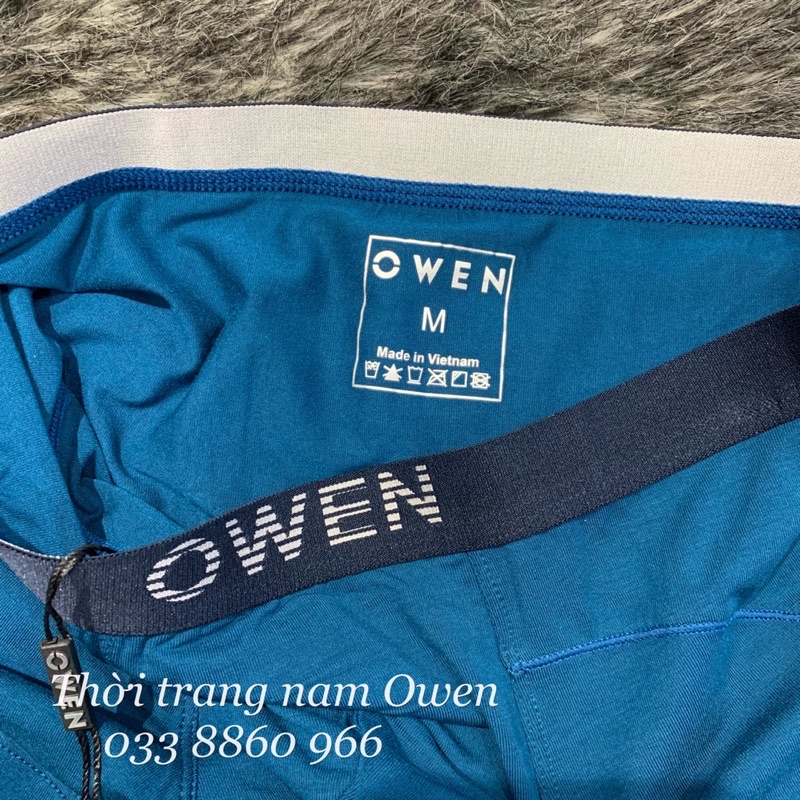 OWEN
M
Made in Vietnam
OWEN
OWEN
Thời trang nam Owen
033 8860 966